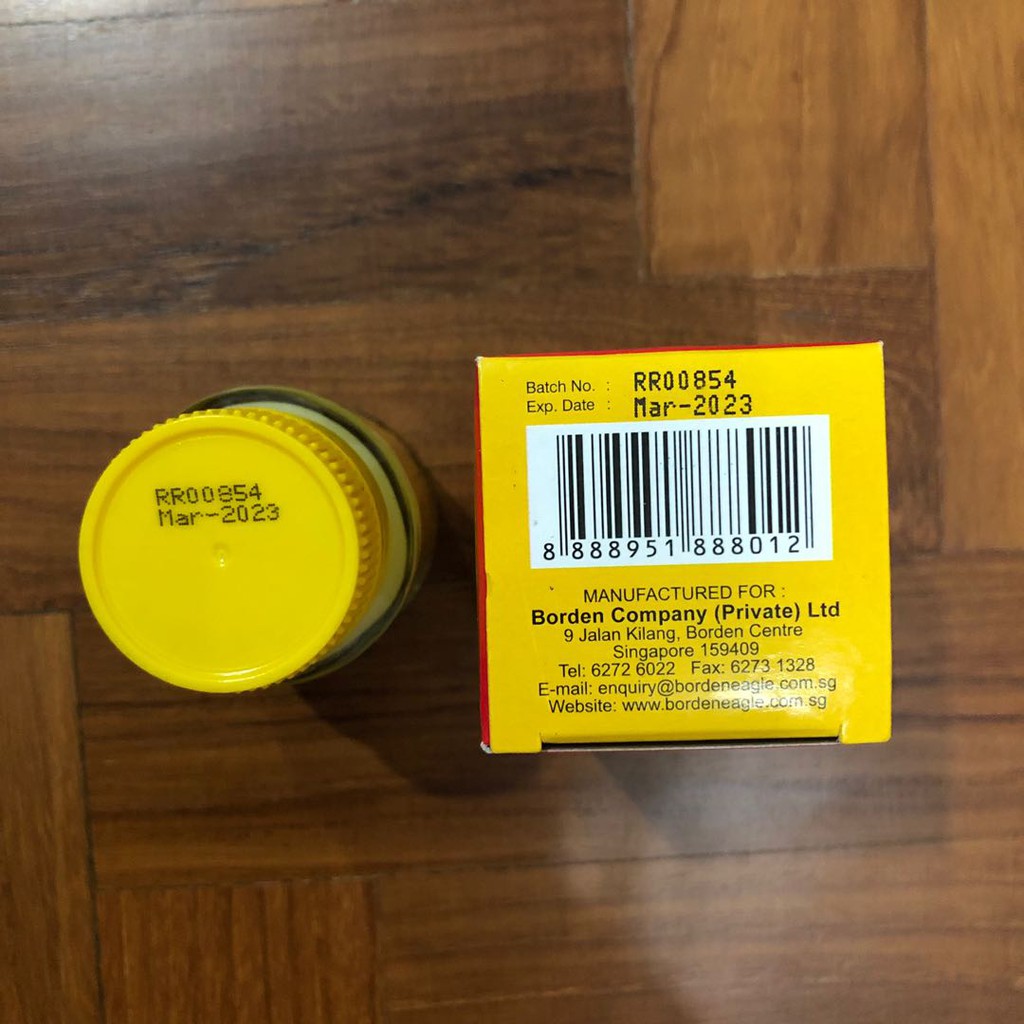 RR00854
Mar-2023
Batch No. : RR00854
Exp. Date : Mar-2023
8 888951 888012
MANUFACTURED FOR :
Borden Company (Private) Ltd
9 Jalan Kilang, Borden Centre
Singapore 159409
Tel: 6272 6022 Fax: 6273 1328
E-mail: enquiry@bordeneagle.com.sg
Website: www.bordeneagle.com.sg